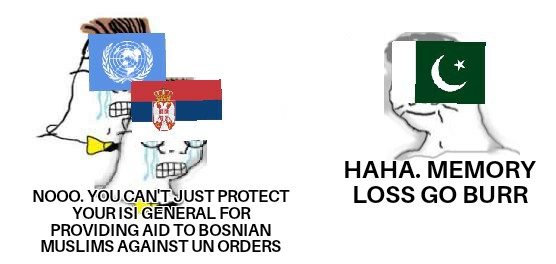 NOOO. YOU CAN'T JUST PROTECT
YOUR ISI GENERAL FOR
PROVIDING AID TO BOSNIAN
MUSLIMS AGAINST UN ORDERS
HAHA. MEMORY
LOSS GO BURR